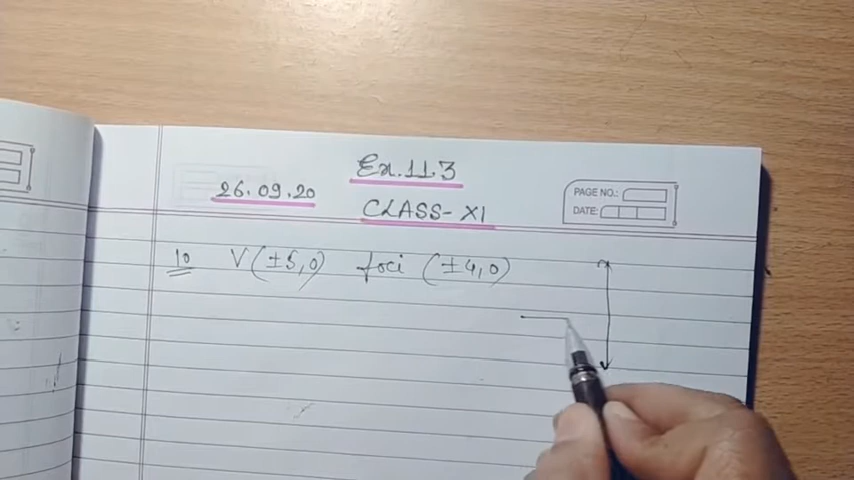 Ex.11.3
26.09.20
CLASS-XI
PAGE NO.:
DATE:
10 V(±5,0) foci (±4,0)